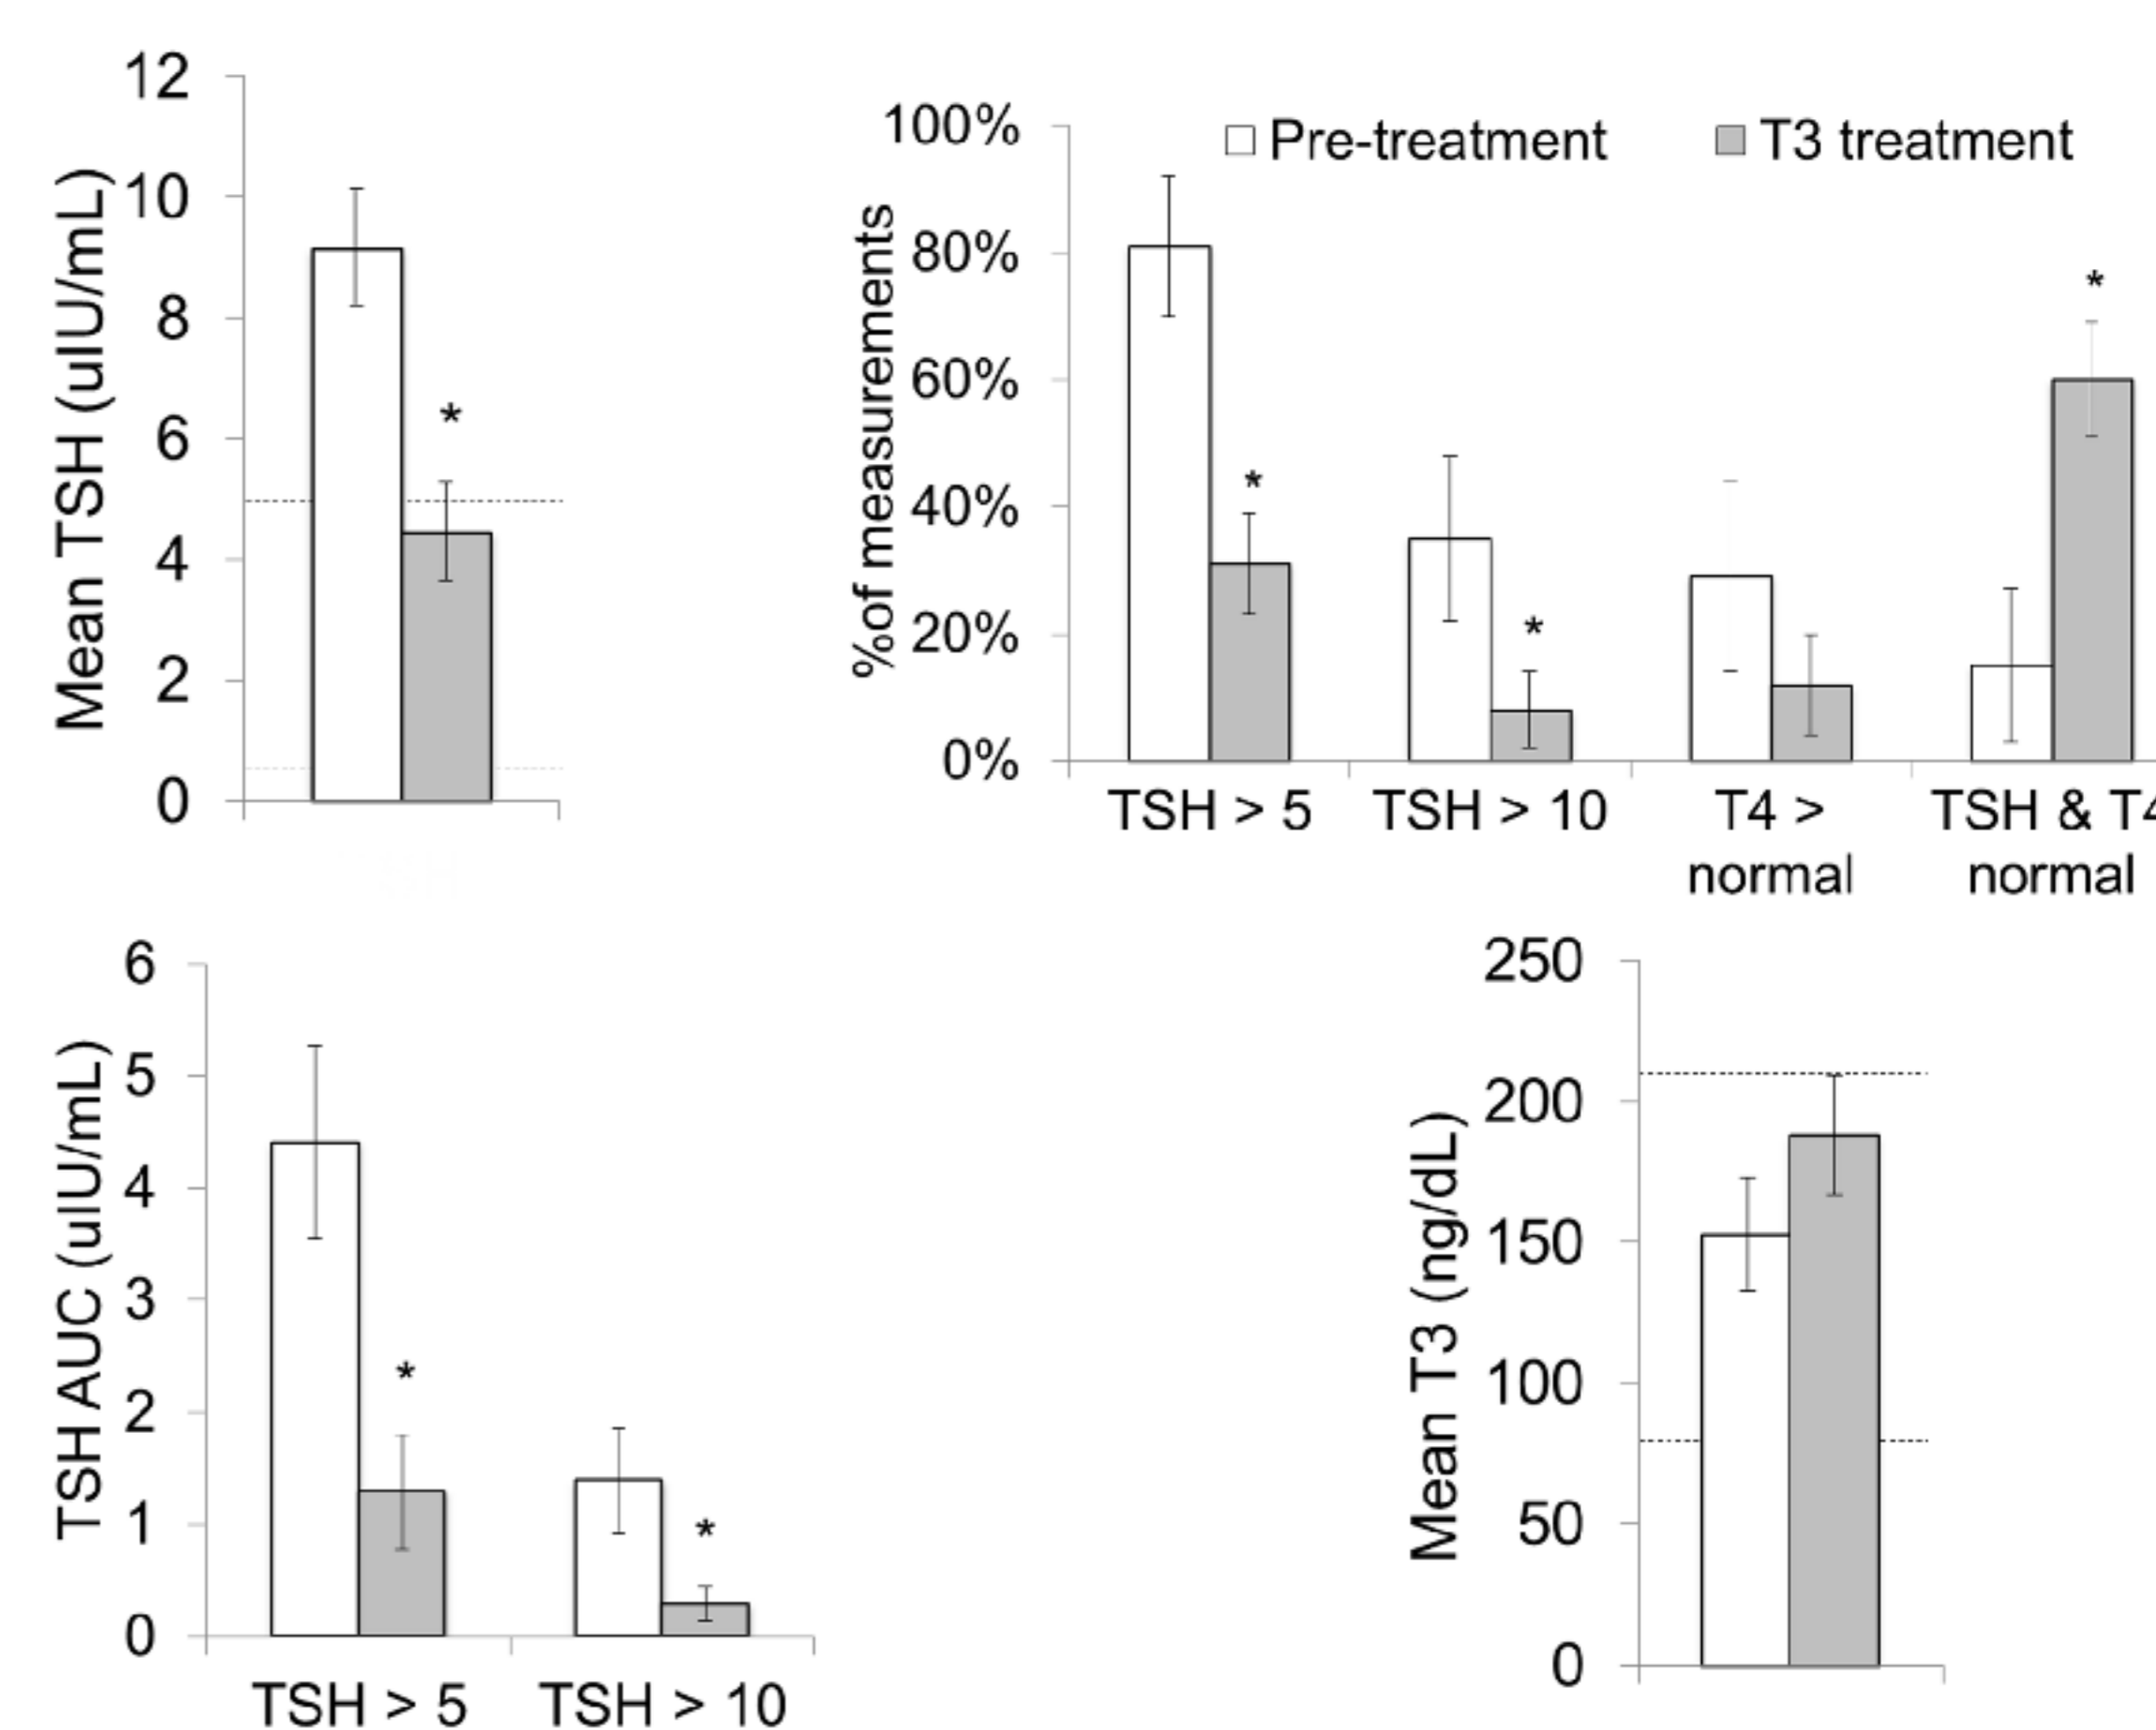 12
10
8
6
4
2
0
Mean TSH (uIU/mL)
100%
80%
60%
40%
20%
0%
%of measurements
Pre-treatment
T3 treatment
*
*
*
*
TSH > 5
TSH > 10
T4 >
normal
TSH & T4
normal
6
5
4
3
2
1
0
TSH AUC (uIU/mL)
*
*
TSH > 5
TSH > 10
250
200
150
100
50
0
Mean T3 (ng/dL)